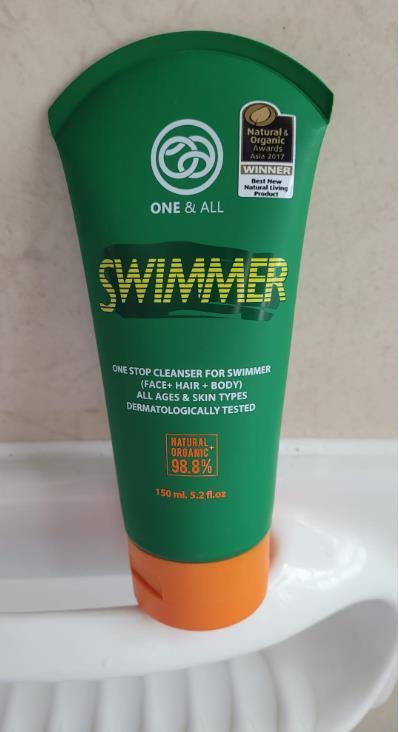 Natural &
Organic
Awards
Asia 2017
WINNER
Best New
Natural Living
Product
ONE & ALL
SWIMMER
ONE STOP CLEANSER FOR SWIMMER
(FACE+ HAIR + BODY)
ALL AGES & SKIN TYPES
DERMATOLOGICALLY TESTED
NATURAL
ORGANIC+
98.8%
150 ml. 5.2 fl.oz